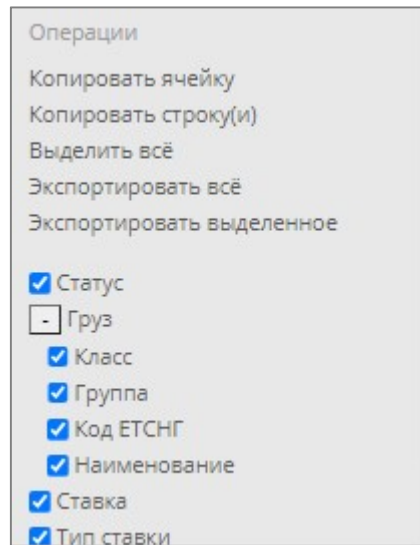 Операции
Копировать ячейку
Копировать строку(и)
Выделить всё
Экспортировать всё
Экспортировать выделенное
Статус
- Груз
Класс
Группа
Код ЕТСНГ
Наименование
Ставка
Тип ставки